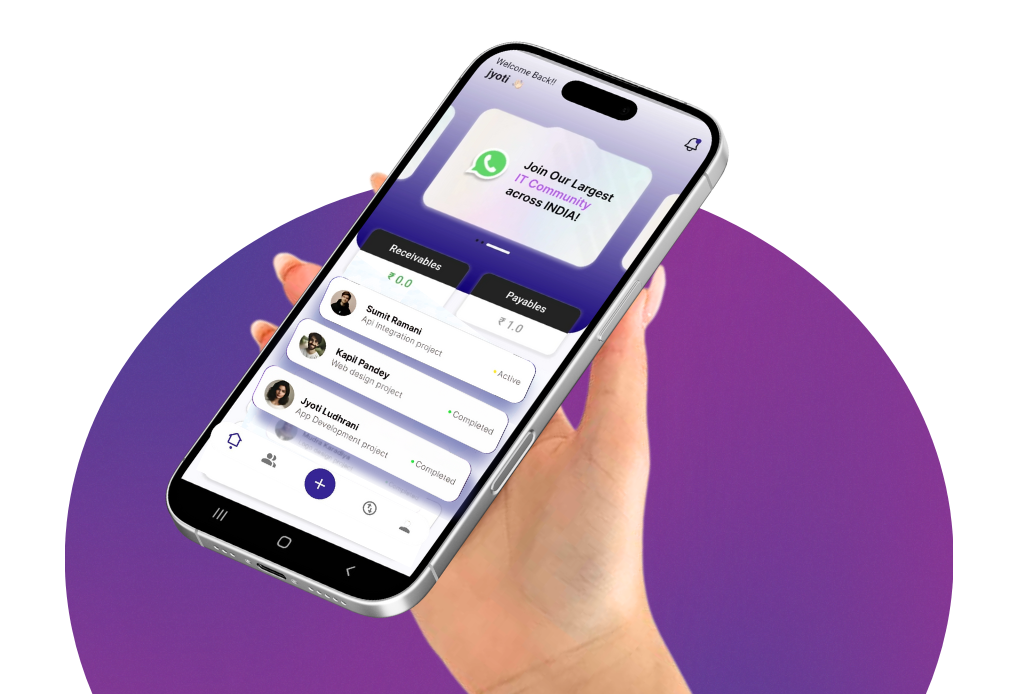 Welcome Back!!
jyoti
Join Our Largest
IT Community
across INDIA!
Receivables
₹ 0.0
Payables
₹ 1.0
Sumit Ramani
Api Integration project
Active
Kapil Pandey
Web design project
Completed
Jyoti Ludhrani
App Development project
Completed